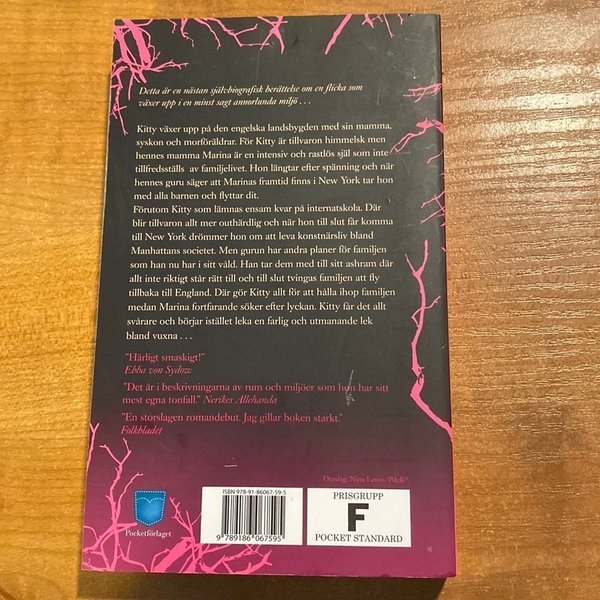 Detta är en nästan självbiografisk berättelse om en flicka som
växer upp i en minst sagt annorlunda miljö . . .
Kitty växer upp på den engelska landsbygden med sin mamma,
syskon och morföräldrar. För Kitty är tillvaron himmelsk men
hennes mamma Marina är en intensiv och rastlös själ som inte
tillfredsställs av familjelivet. Hon längtar efter spänning och när
hennes guru säger att Marinas framtid finns i New York tar hon
med alla barnen och flyttar dit.
Förutom Kitty som lämnas ensam kvar på internatskola. Där
blir tillvaron allt mer outhärdlig och när hon till slut får komma
till New York drömmer hon om att leva konstnärsliv bland
Manhattans societet. Men gurun har andra planer för familjen
som han nu har i sitt våld. Han tar dem med till sitt ashram där
allt inte riktigt står rätt till och till slut tvingas familjen att fly
tillbaka till England. Där gör Kitty allt för att hålla ihop familjen
medan Marina fortfarande söker efter lyckan. Kitty får det allt
svårare och börjar istället leka en farlig och utmanande lek
bland vuxna . . .
"Härligt smaskigt!"
Ebba von Sydow
"Det är i beskrivningarna av rum och miljöer som hon har sitt
mest egna tonfall." Nerikes Allehanda
"En storslagen romandebut. Jag gillar boken starkt."
Folkbladet
Omslag: Nina Leino/PdeR®
ISBN 978-91-86067-59-5
9 789186 067595
PRISGRUPP
F
POCKET STANDARD
Pocketförlaget